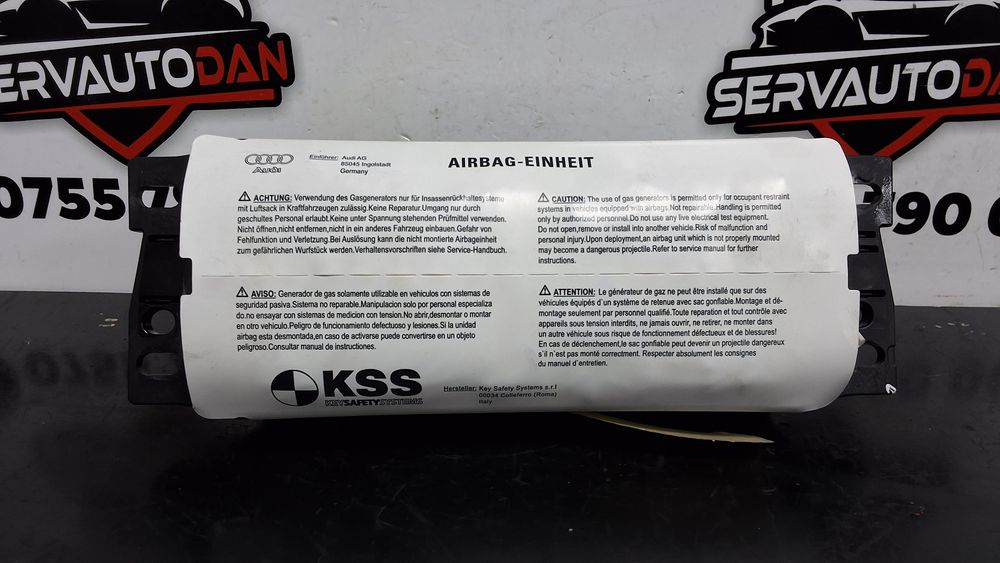 SERVAUTODAN
SERVAUTODAN
0755
90
Audi
Einführer: Audi AG
85045 Ingolstadt
Germany
AIRBAG-EINHEIT
ACHTUNG: Verwendung des Gasgenerators nur für Insassenrückhaltesysteme
mit Luftsack in Kraftfahrzeugen zulässig.Keine Reparatur.Umgang nur durch
geschultes Personal erlaubt.Keine unter Spannung stehenden Prüfmittel verwenden.
Nicht öffnen,nicht entfernen,nicht in ein anderes Fahrzeug einbauen.Gefahr von
Fehlfunktion und Verletzung.Bei Auslösung kann die nicht montierte Airbageinheit
zum gefährlichen Wurfstück werden.Verhaltensvorschriften siehe Service-Handbuch.
CAUTION: The use of gas generators is permitted only for occupant restraint
systems in vehicles equipped with airbags.Not repairable.Handling is permitted
only by authorized personnel.Do not use any live electrical test equipment.
Do not open,remove or install into another vehicle.Risk of malfunction and
personal injury.Upon deployment,an airbag unit which is not properly mounted
may become a dangerous projectile.Refer to service manual for further
instructions.
AVISO: Generador de gas solamente utilizable en vehiculos con sistemas de
seguridad pasiva.Sistema no reparable.Manipulacion solo por personal especializa
do.no ensayar con sistemas de medicion con tension.No abrir,desmontar o montar
en otro vehiculo.Peligro de funcionamiento defectuoso y lesiones.Si la unidad
airbag esta desmontada,en caso de activarse puede convertirse en un objeto
peligroso.Consultar manual de instrucciones.
ATTENTION: Le générateur de gaz ne peut être installé que sur des
véhicules équipés d´un système de retenue avec sac gonflable.Montage et dé-
montage seulement par personnel qualifié.Toute réparation et tout contrôle avec
appareils sous tension interdits, ne jamais ouvrir, ne retirer, ne monter dans
un autre véhicule sous risque de fonctionnement défectueux et de blessures!
En cas de déclenchement,le sac gonflable peut devenir un projectile dangereux
s´il n´est pas monté correctment. Respecter absolument les consignes
du manuel d´entretien.
KSS
KEYSAFETYSYSTEMS
Hersteller: Key Safety Systems s.r.l
00034 Colleferro (Roma)
Italy